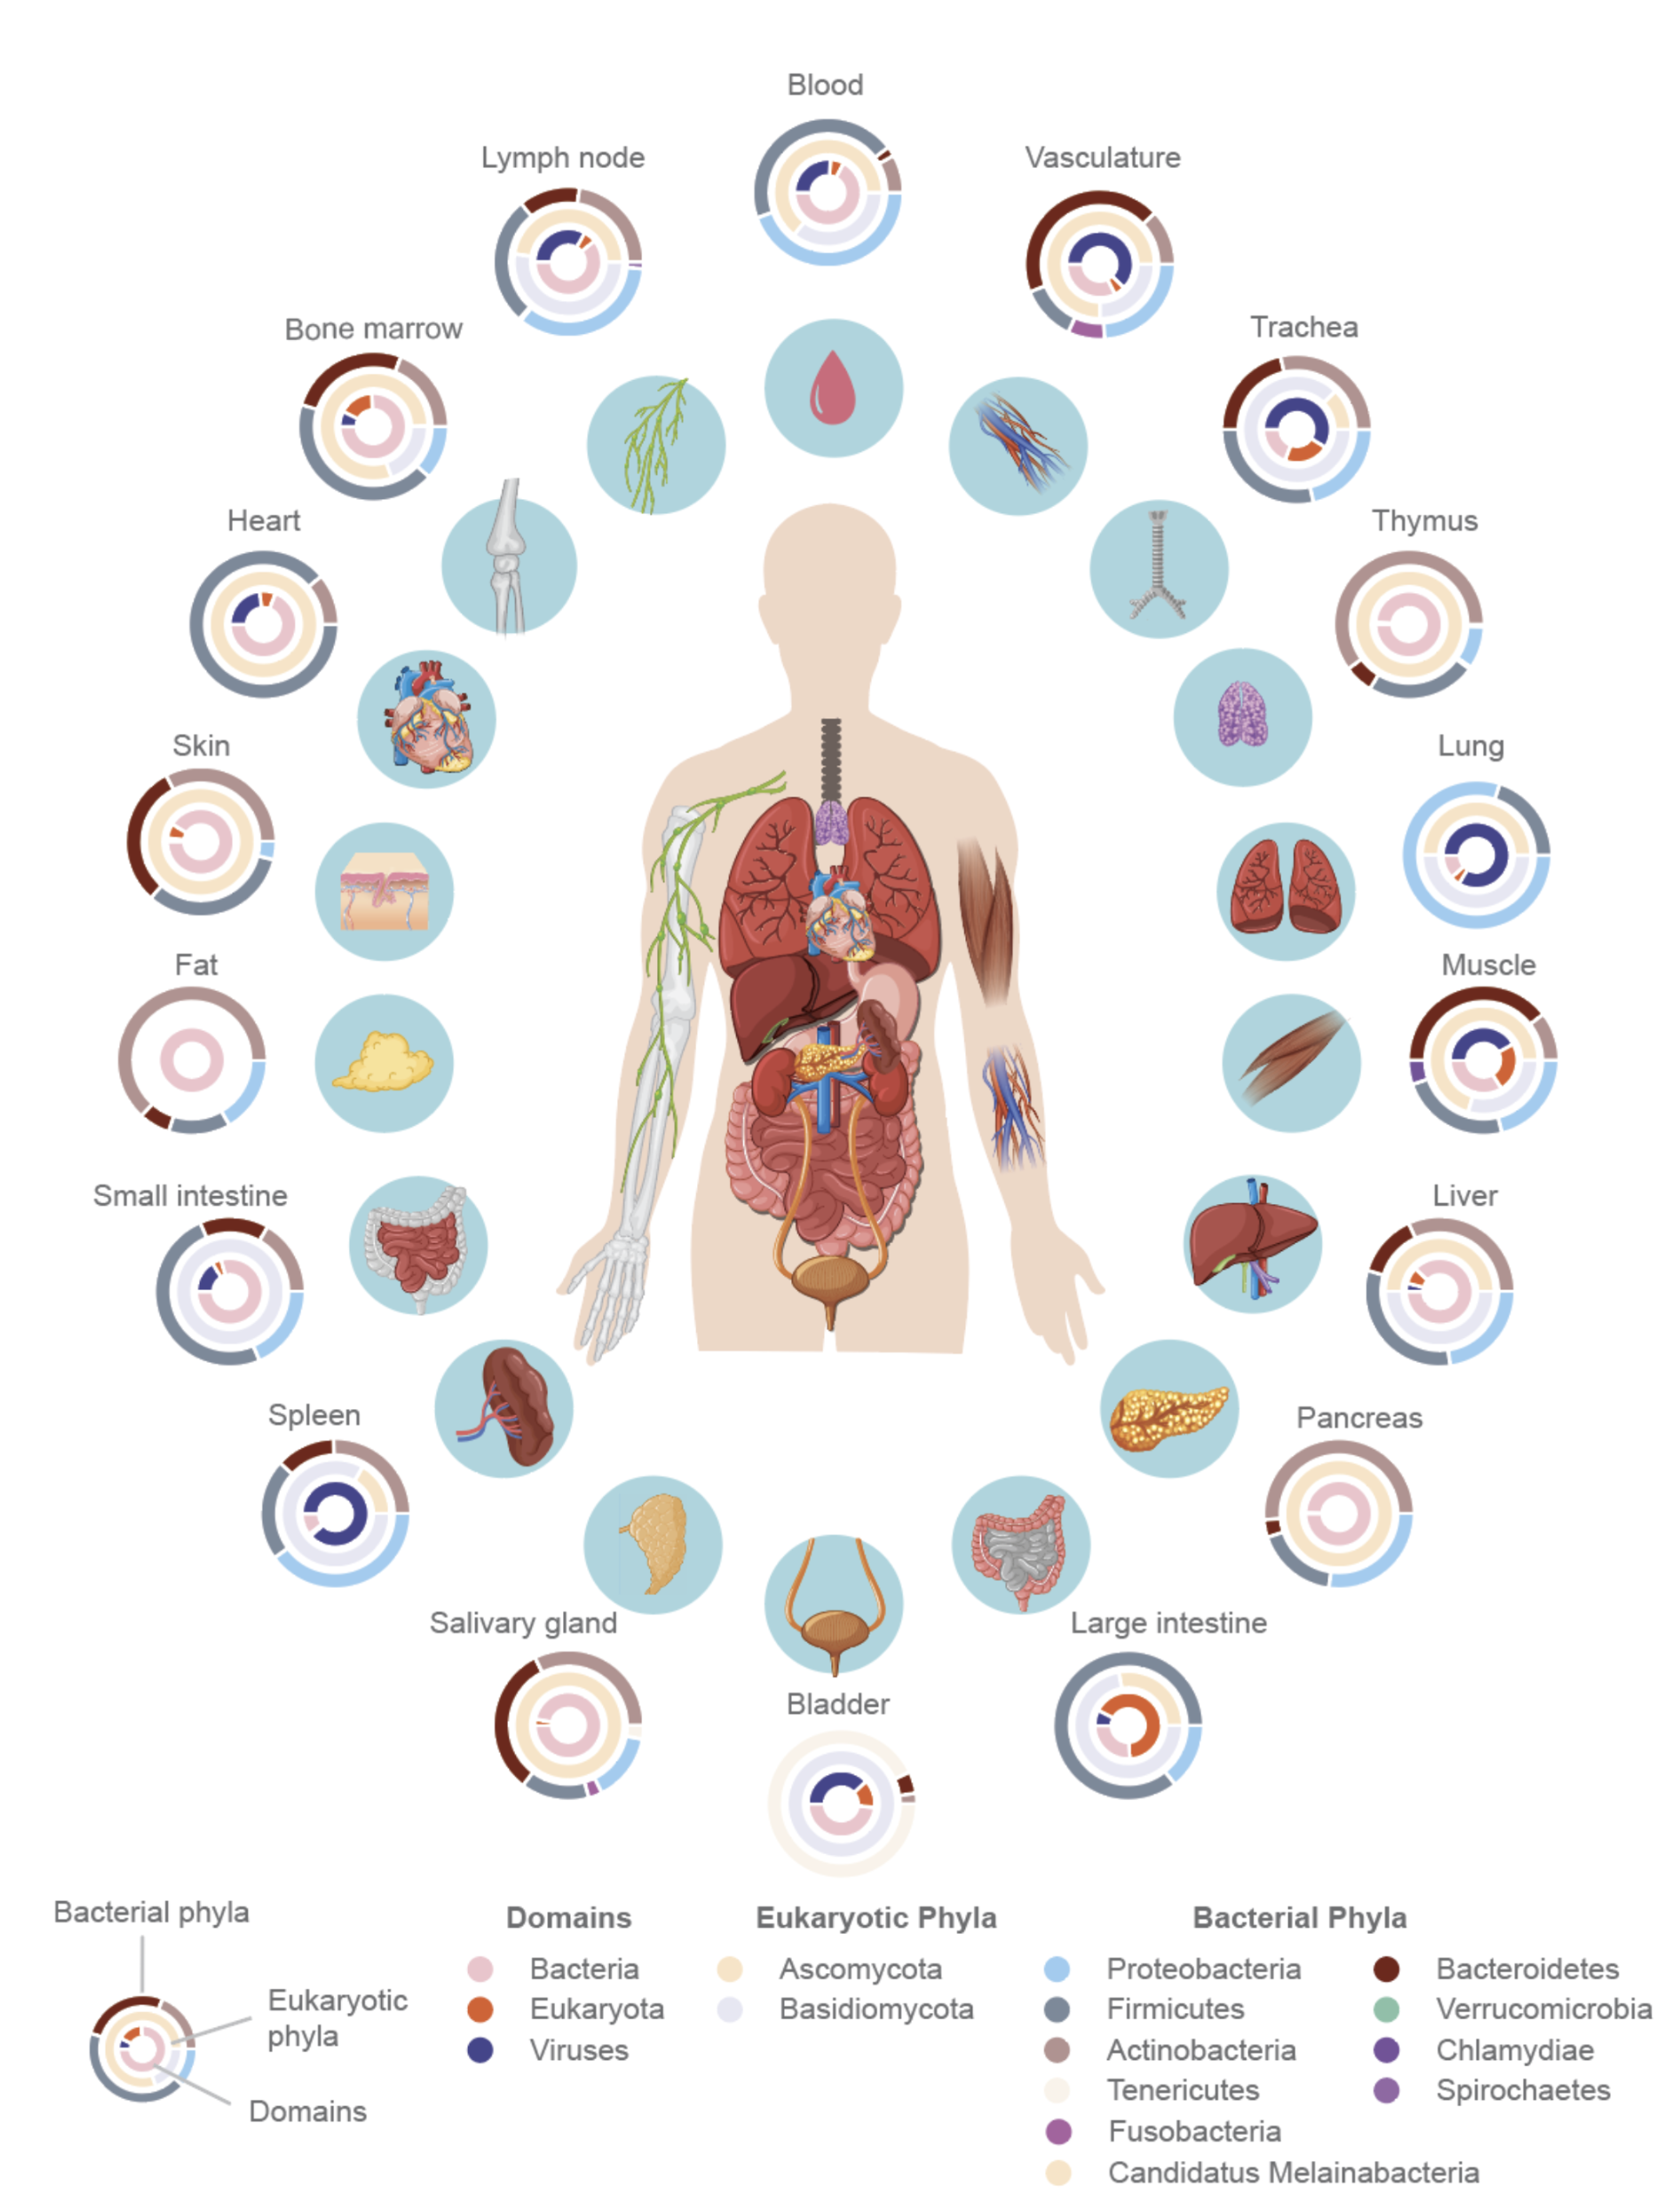 Blood
Lymph node
Vasculature
Bone marrow
Trachea
Heart
Thymus
Skin
Lung
Fat
Muscle
Small intestine
Liver
Spleen
Pancreas
Salivary gland
Large intestine
Bladder
Bacterial phyla
Eukaryotic
phyla
Domains
Domains
Bacteria
Eukaryota
Viruses
Eukaryotic Phyla
Ascomycota
Basidiomycota
Bacterial Phyla
Proteobacteria
Firmicutes
Actinobacteria
Tenericutes
Fusobacteria
Candidatus Melainabacteria
Bacteroidetes
Verrucomicrobia
Chlamydiae
Spirochaetes